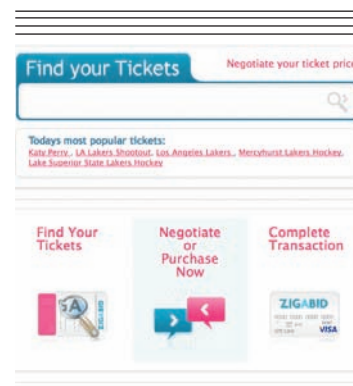 Find your Tickets
Negotiate your ticket price
Todays most popular tickets:
Katy Perry , LA Lakers Shootout, Los Angeles Lakers , Mercyhurst Lakers Hockey,
Lake Superior State Lakers Hockey
Find Your
Tickets
Negotiate
or
Purchase
Now
Complete
Transaction
ZIGABID
VISA